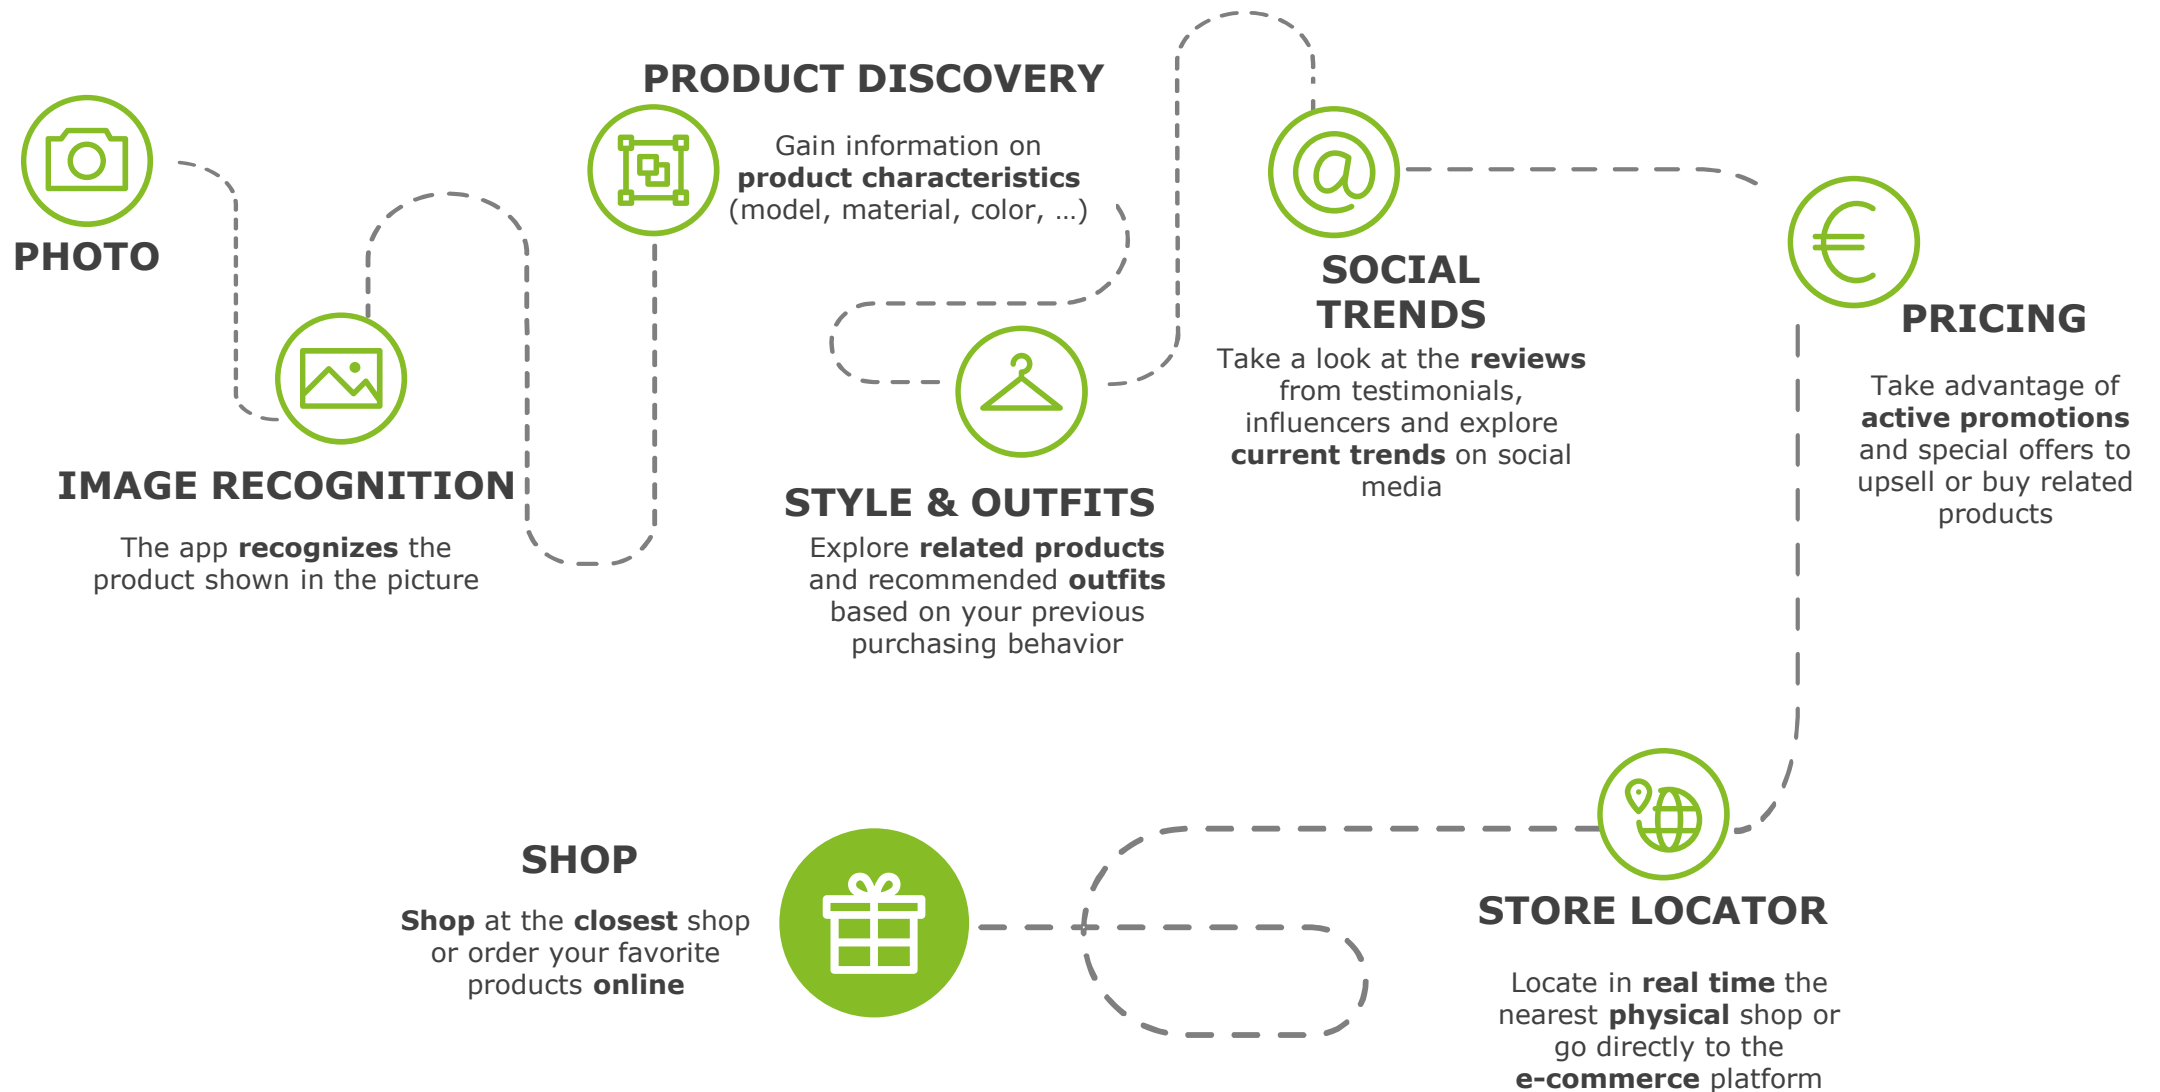 PHOTO
IMAGE RECOGNITION
The app recognizes the
product shown in the picture
PRODUCT DISCOVERY
Gain information on
product characteristics
(model, material, color, …)
STYLE & OUTFITS
Explore related products
and recommended outfits
based on your previous
purchasing behavior
@
SOCIAL
TRENDS
Take a look at the reviews
from testimonials,
influencers and explore
current trends on social
media
€
PRICING
Take advantage of
active promotions
and special offers to
upsell or buy related
products
STORE LOCATOR
Locate in real time the
nearest physical shop or
go directly to the
e-commerce platform
SHOP
Shop at the closest shop
or order your favorite
products online